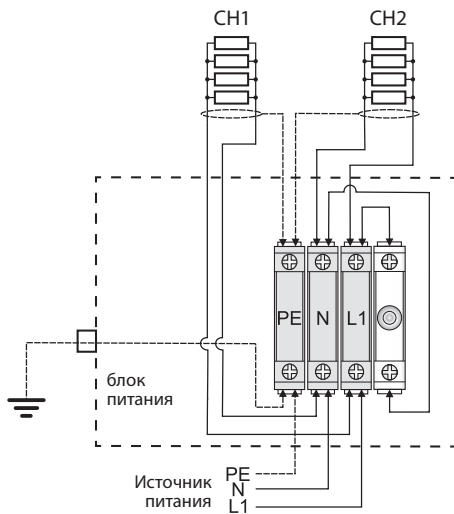 CH1
CH2
PE
N
L1
блок
питания
Источник
питания
PE
N
L1